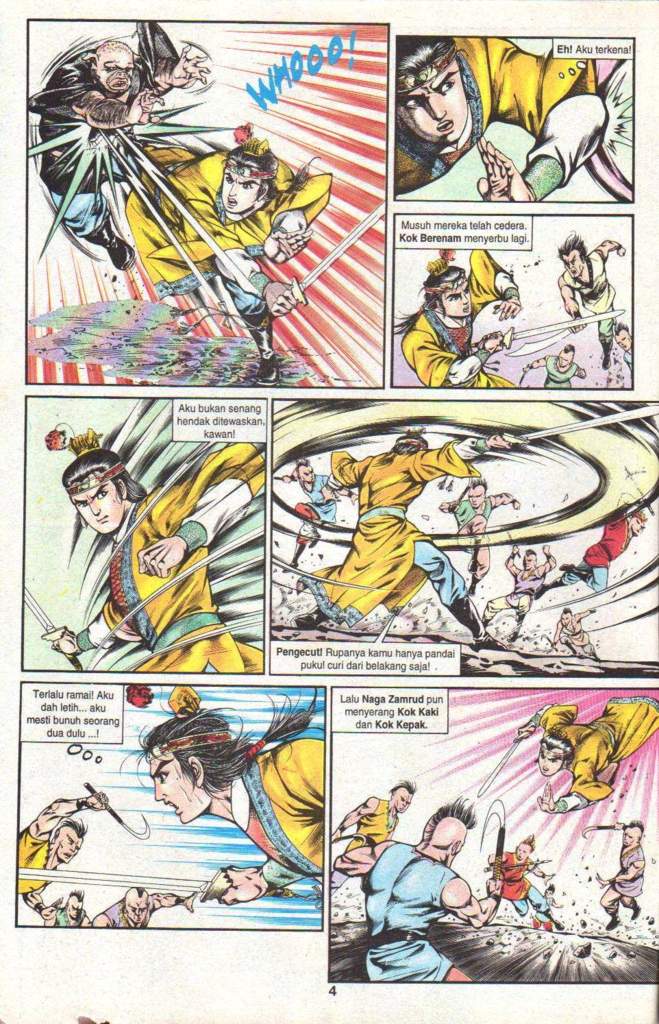 WHOOO!
Eh! Aku terkena!
Musuh mereka telah cedera.
Kok Berenam menyerbu lagi.
Aku bukan senang
hendak ditewaskan,
kawan!
Pengecut! Rupanya kamu hanya pandai
pukul curi dari belakang saja!
Terlalu ramai! Aku
dah letih... aku
mesti bunuh seorang
dua dulu ...!
Lalu Naga Zamrud pun
menyerang Kok Kaki
dan Kok Kepak.
4